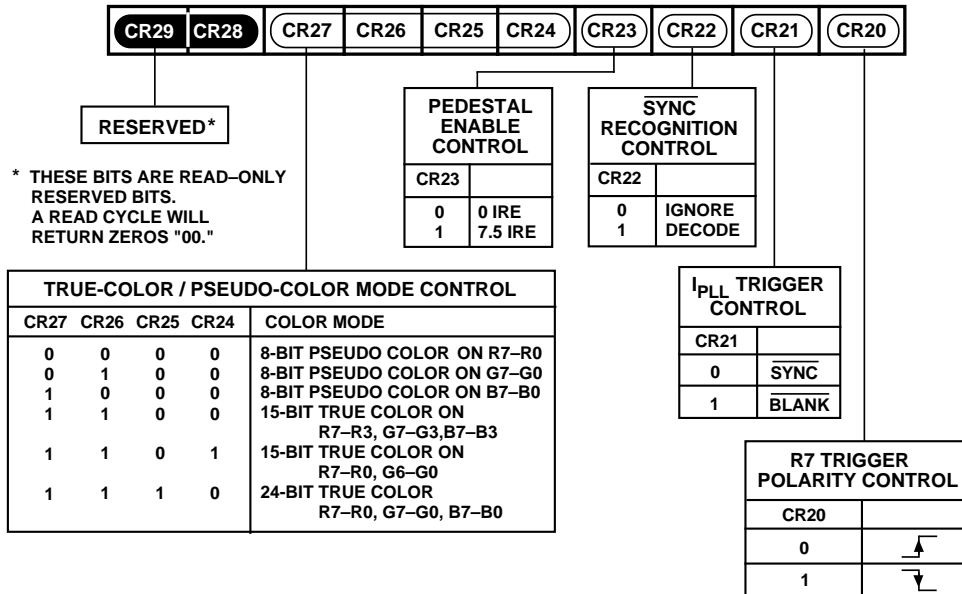 CR29 CR28 CR27 CR26 CR25 CR24 CR23 CR22 CR21 CR20
RESERVED*
* THESE BITS ARE READ–ONLY
RESERVED BITS.
A READ CYCLE WILL
RETURN ZEROS "00."
PEDESTAL
ENABLE
CONTROL
CR23
0 0 IRE
1 7.5 IRE
SYNC
RECOGNITION
CONTROL
CR22
0 IGNORE
1 DECODE
TRUE-COLOR / PSEUDO-COLOR MODE CONTROL
CR27 CR26 CR25 CR24 COLOR MODE
0 0 0 0 8-BIT PSEUDO COLOR ON R7–R0
0 1 0 0 8-BIT PSEUDO COLOR ON G7–G0
1 0 0 0 8-BIT PSEUDO COLOR ON B7–B0
1 1 0 0 15-BIT TRUE COLOR ON
R7–R3, G7–G3,B7–B3
1 1 0 1 15-BIT TRUE COLOR ON
R7–R0, G6–G0
1 1 1 0 24-BIT TRUE COLOR
R7–R0, G7–G0, B7–B0
IPLL TRIGGER
CONTROL
CR21
0 SYNC
1 BLANK
R7 TRIGGER
POLARITY CONTROL
CR20
0
1